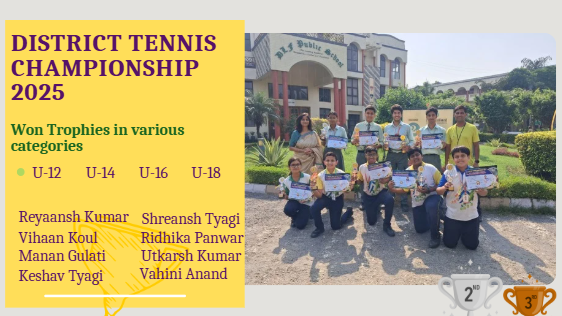 DISTRICT TENNIS
CHAMPIONSHIP
2025
Won Trophies in various
categories
U-12 U-14 U-16 U-18
Reyaansh Kumar
Vihaan Koul
Manan Gulati
Keshav Tyagi
Shreansh Tyagi
Ridhika Panwar
Utkarsh Kumar
Vahini Anand
DLF Public School
2ND
3RD